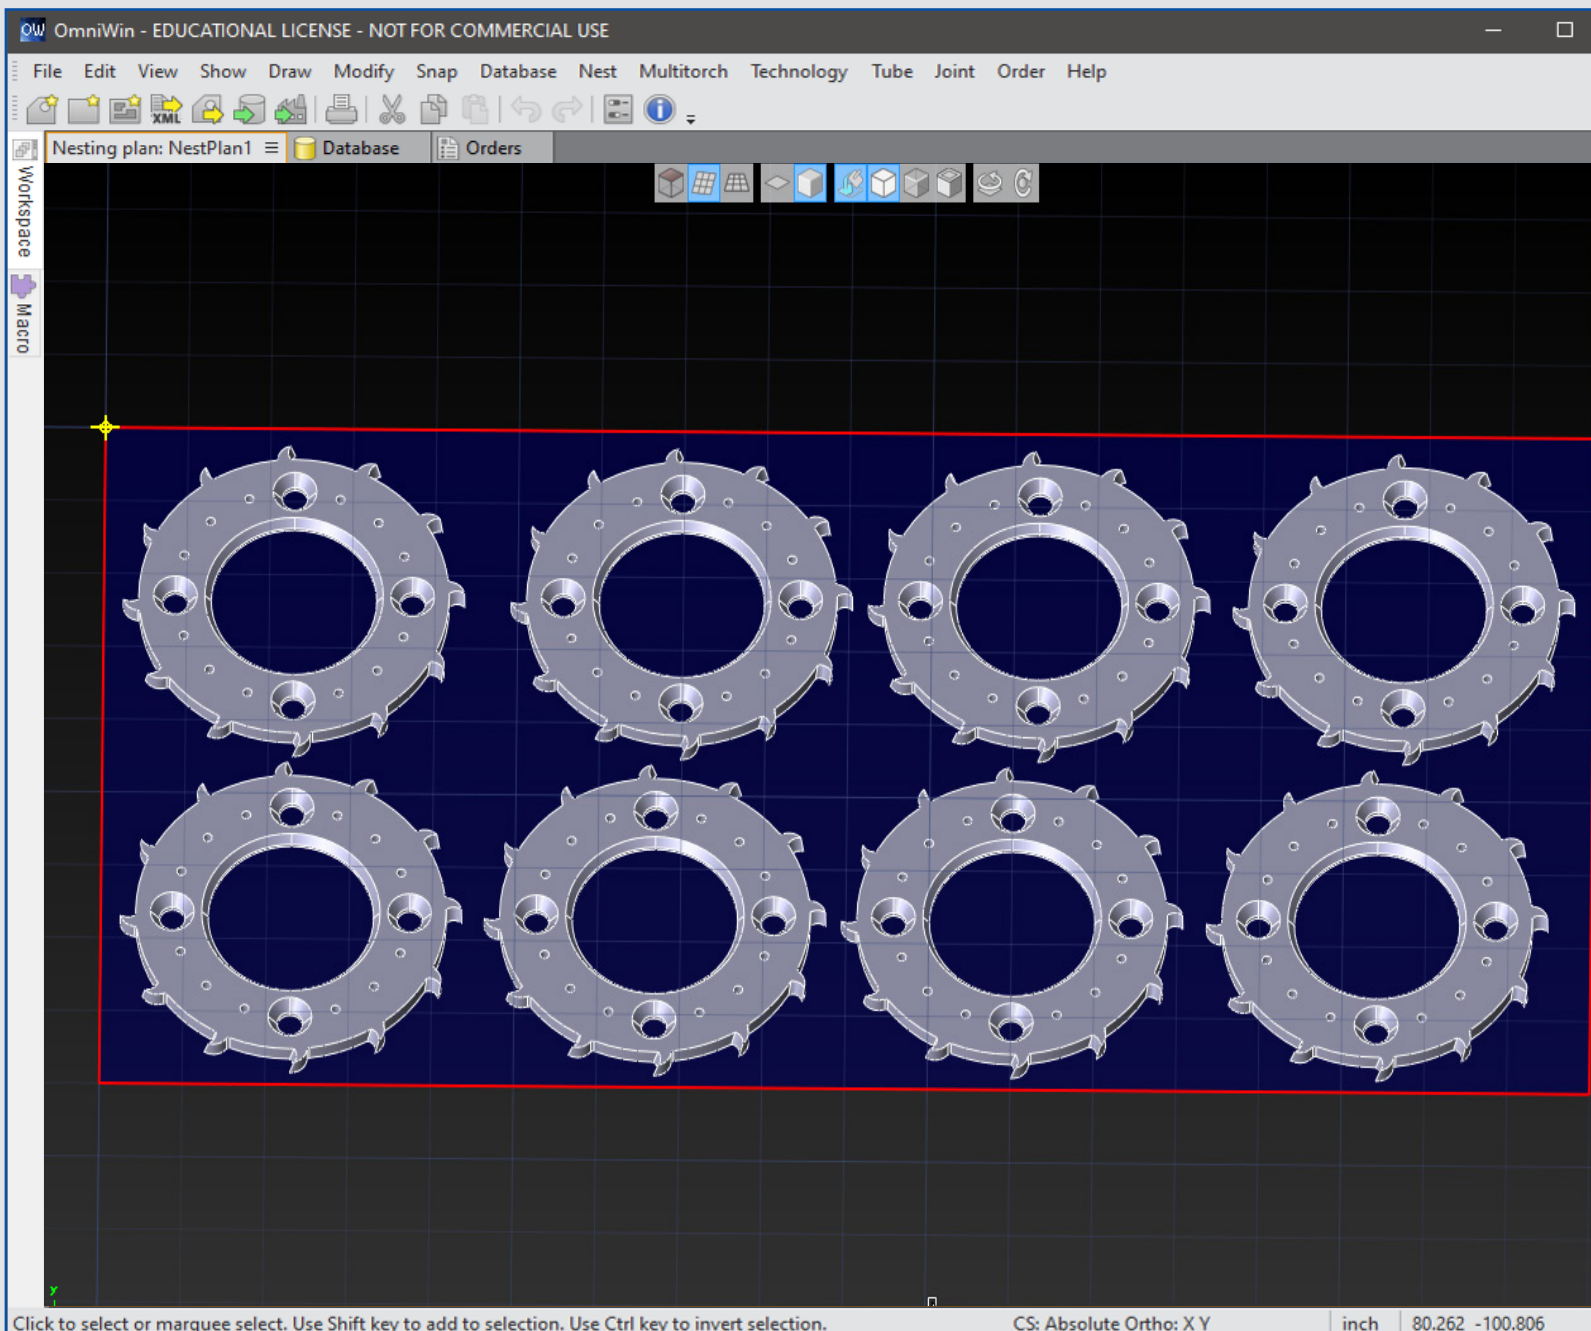 OW OmniWin - EDUCATIONAL LICENSE - NOT FOR COMMERCIAL USE
File Edit View Show Draw Modify Snap Database Nest Multitorch Technology Tube Joint Order Help
XML
Nesting plan: NestPlan1 Database Orders
Workspace
Macro
y
Click to select or marquee select. Use Shift key to add to selection. Use Ctrl key to invert selection. CS: Absolute Ortho: X Y inch 80.262 -100.806